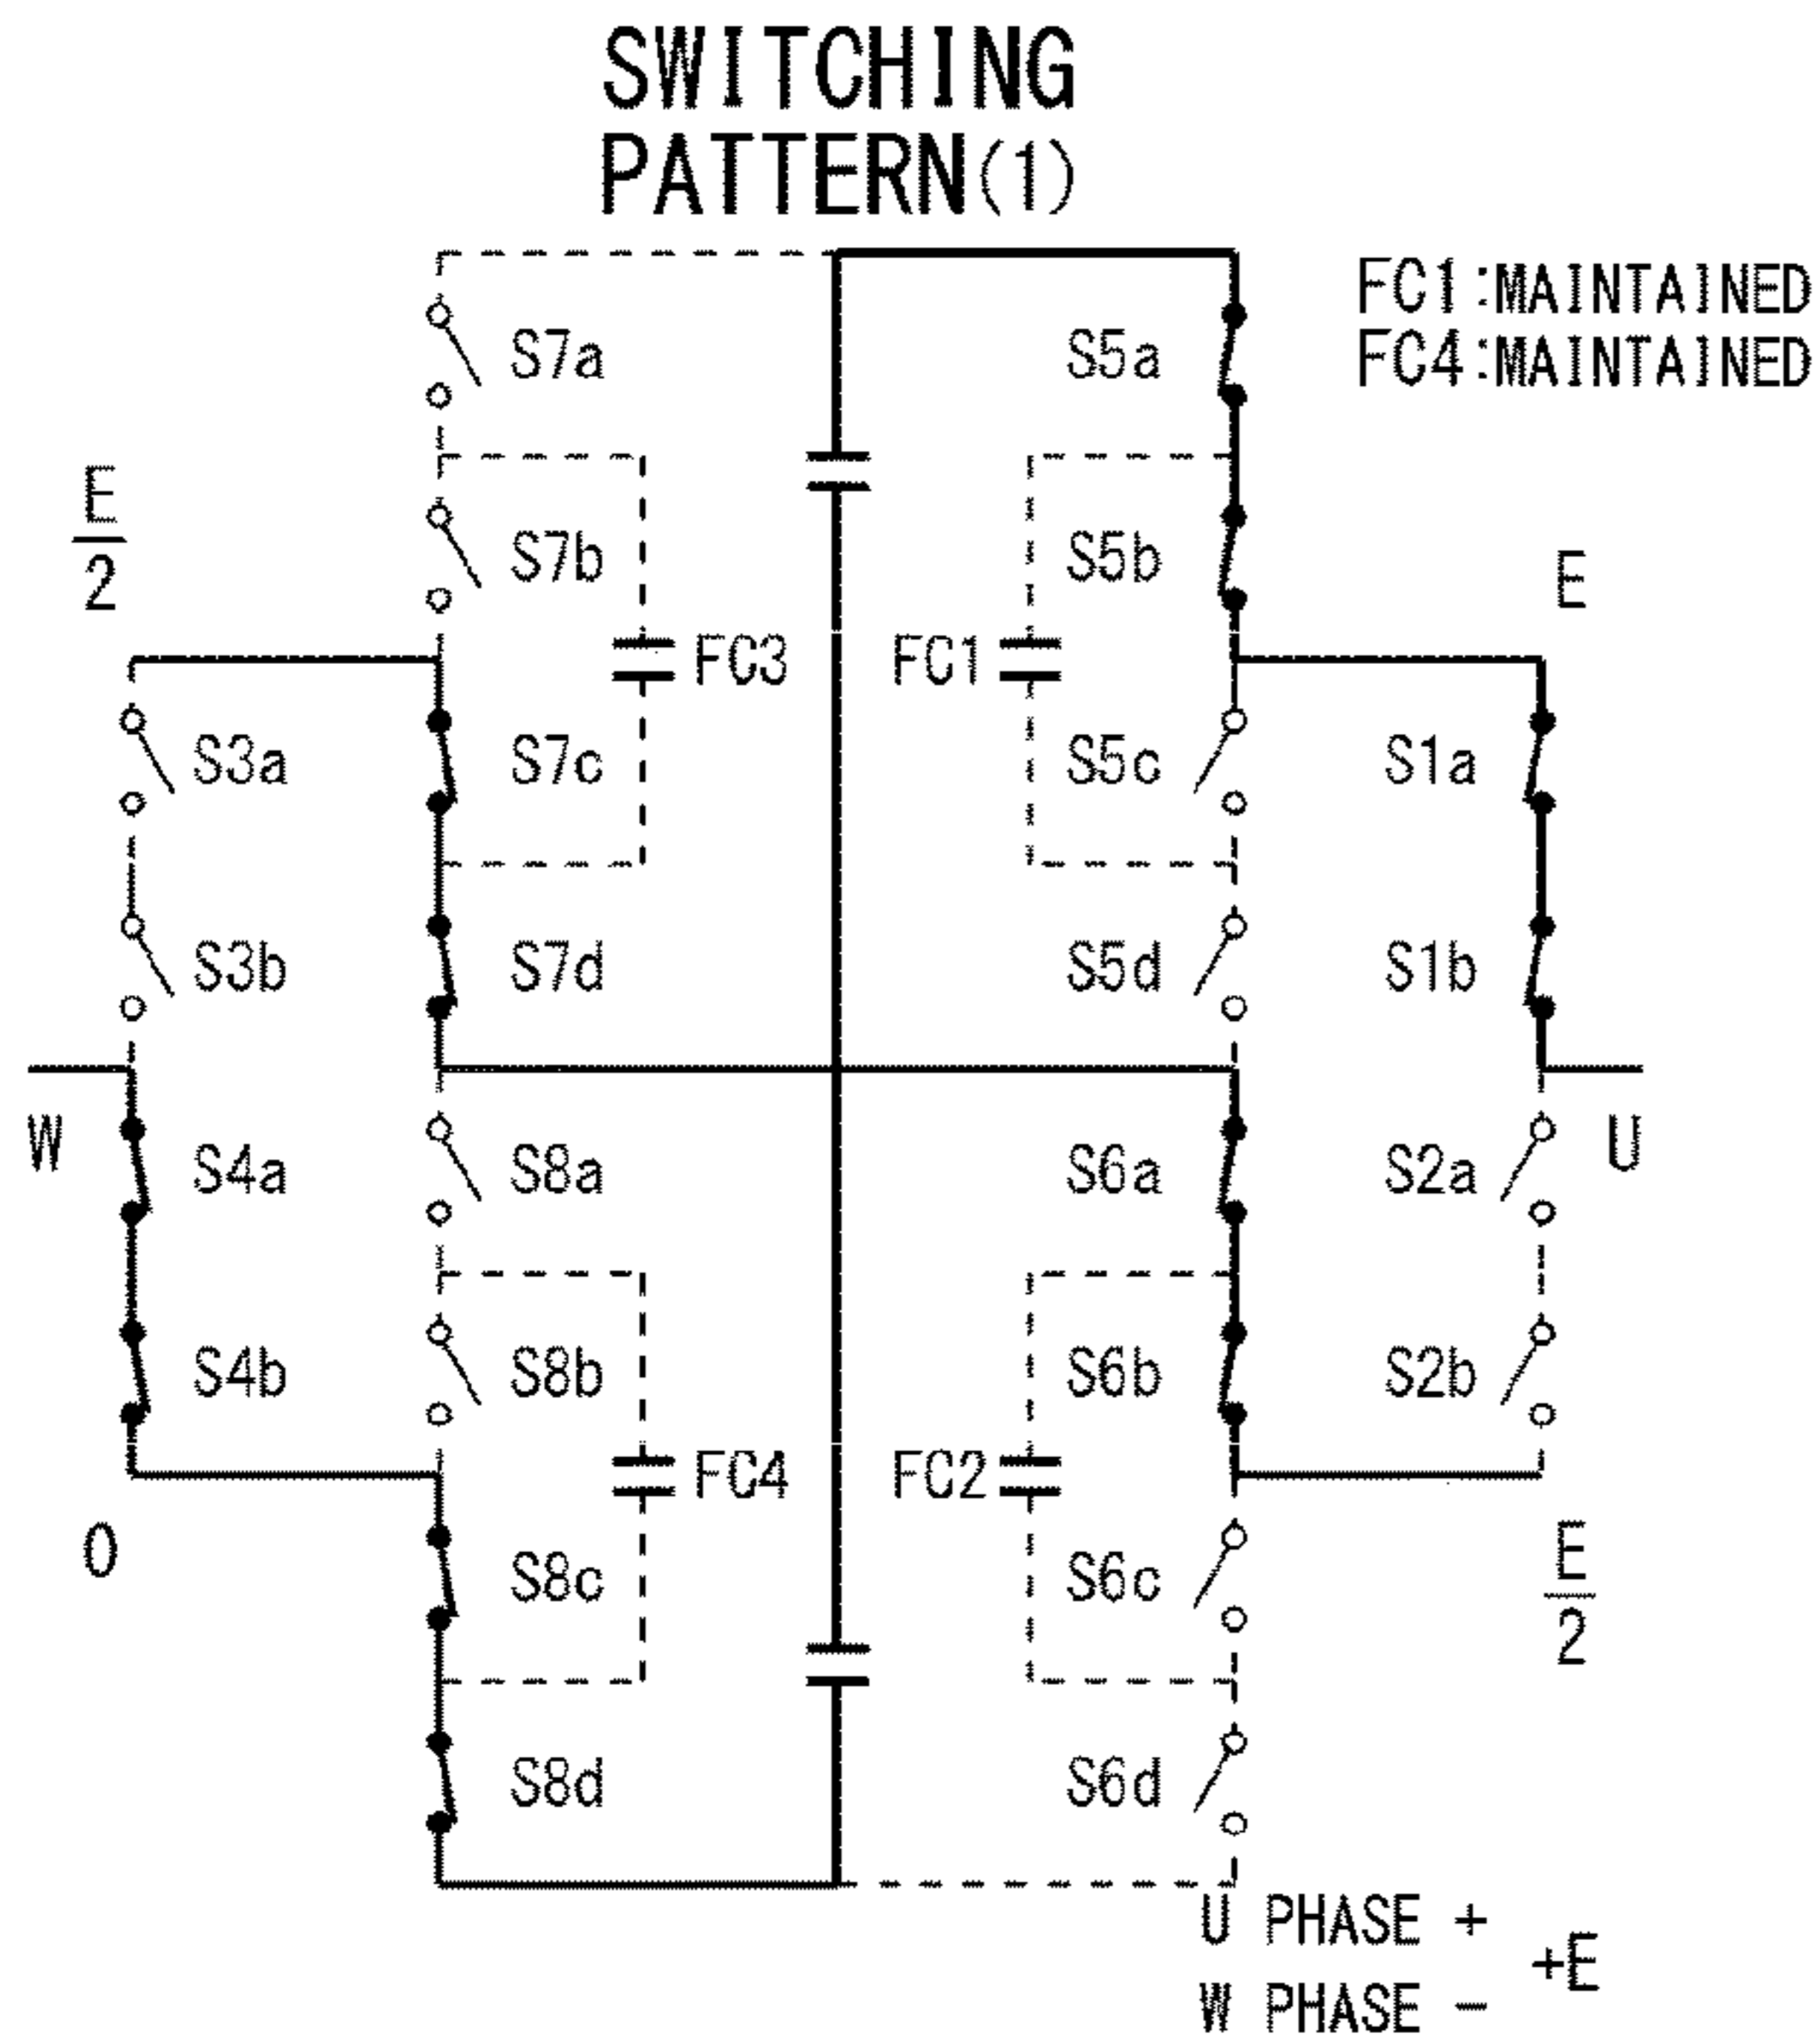 SWITCHING
PATTERN(1)
FC1:MAINTAINED
FC4:MAINTAINED
S7a
S5a
E
2
S7b
S5b
E
FC3
FC1
S3a
S7c
S5c
S1a
S3b
S7d
S5d
S1b
W
S4a
S8a
S6a
S2a
U
S4b
S8b
S6b
S2b
FC4
FC2
0
S8c
S6c
E
2
S8d
S6d
U PHASE +
+E
W PHASE -